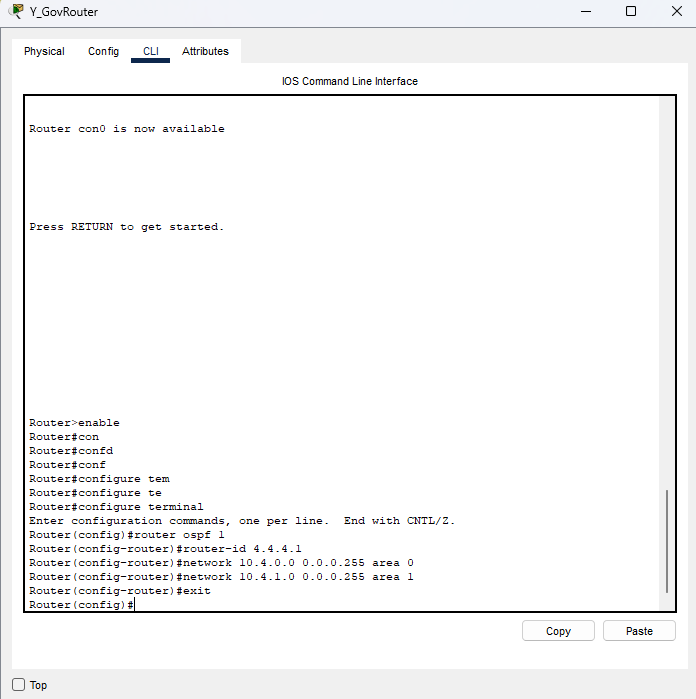 Y_GovRouter
Physical Config CLI Attributes
IOS Command Line Interface
Router con0 is now available
Press RETURN to get started.
Router>enable
Router#con
Router#confd
Router#conf
Router#configure tem
Router#configure te
Router#configure terminal
Enter configuration commands, one per line.  End with CNTL/Z.
Router(config)#router ospf 1
Router(config-router)#router-id 4.4.4.1
Router(config-router)#network 10.4.0.0 0.0.0.255 area 0
Router(config-router)#network 10.4.1.0 0.0.0.255 area 1
Router(config-router)#exit
Router(config)#
Copy Paste
Top